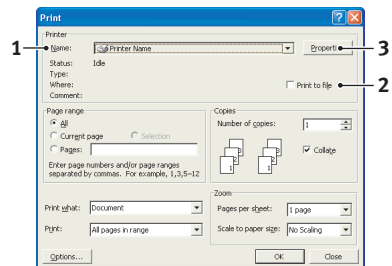 Print
Printer
Name: Printer Name Properti
Status: Idle
Type:
Where:
Comment:
Print to file
1
3
2
Page range
All
Current page Selection
Pages:
Enter page numbers and/or page ranges
separated by commas. For example, 1,3,5–12
Copies
Number of copies: 1
Collate
Print what: Document
Print: All pages in range
Zoom
Pages per sheet: 1 page
Scale to paper size: No Scaling
Options... OK Close